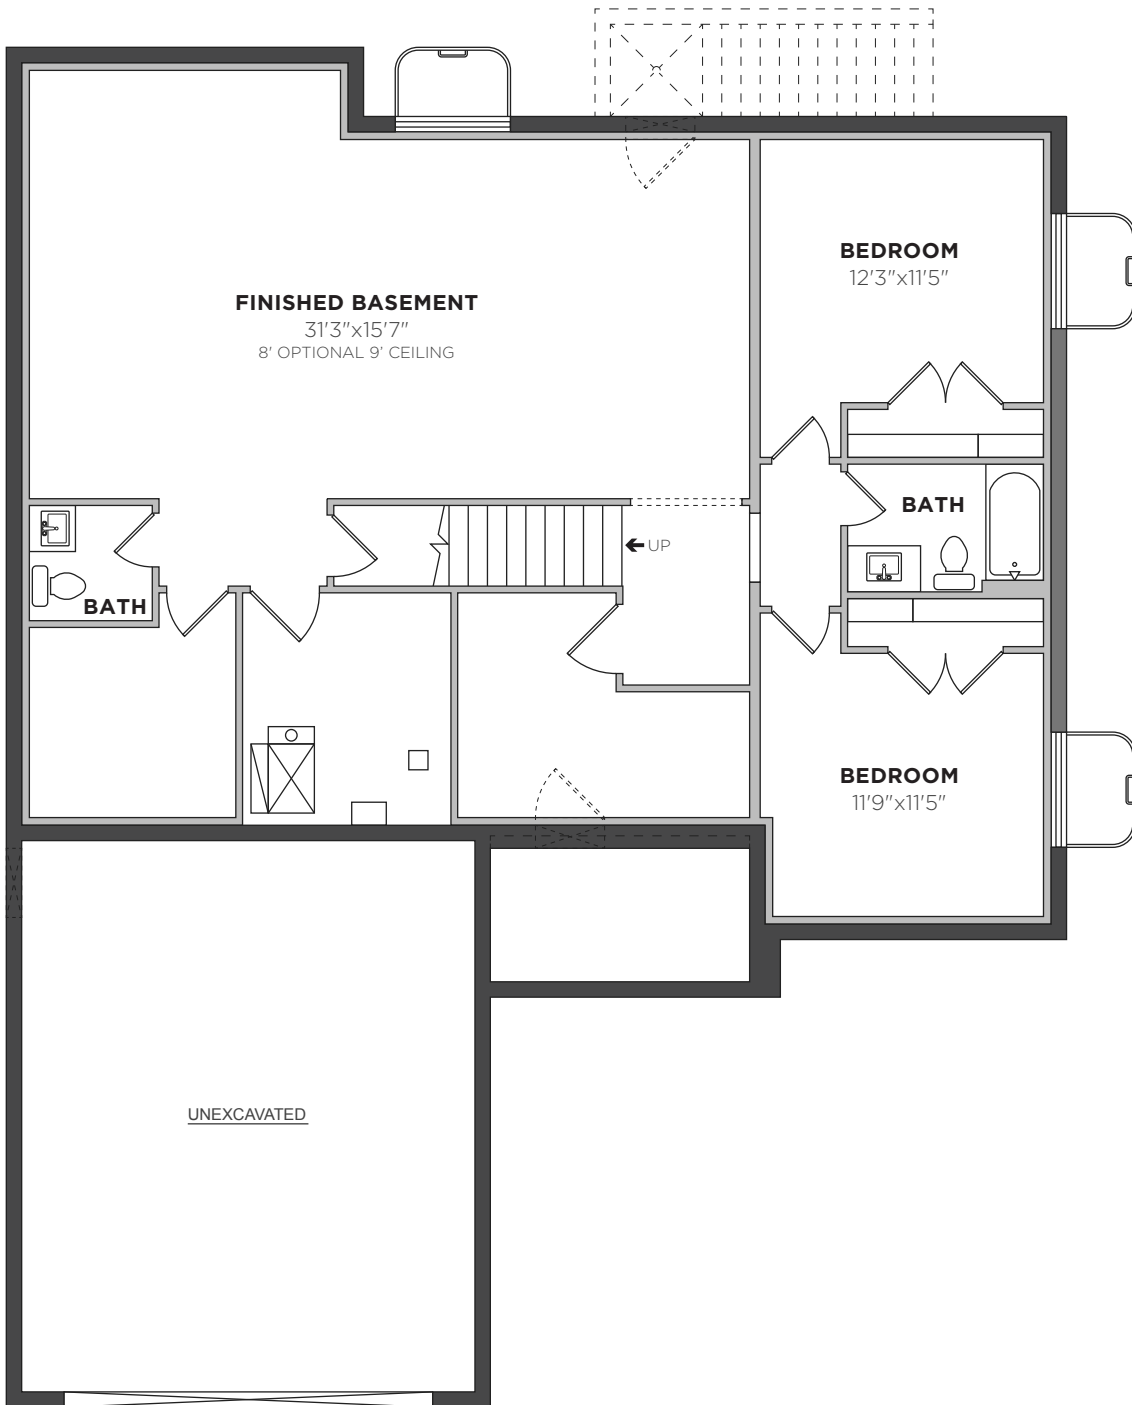 BEDROOM
12'3"x11'5"
FINISHED BASEMENT
31'3"x15'7"
8' OPTIONAL 9' CEILING
BATH
UP
BATH
BEDROOM
11'9"x11'5"
UNEXCAVATED